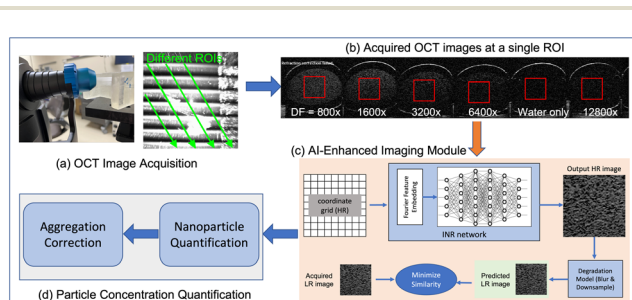 (b) Acquired OCT images at a single ROI
Different ROIs
DF = 800x
1600x
3200x
6400x
Water only
12800x
(a) OCT Image Acquisition
(c) AI-Enhanced Imaging Module
Output HR image
coordinate
grid (HR)
Fourier Feature
Embedding
INR network
Aggregation
Correction
Nanoparticle
Quantification
Acquired
LR image
Minimize
Similarity
Predicted
LR image
Degradation
Model (Blur &
Downsample)
(d) Particle Concentration Quantification